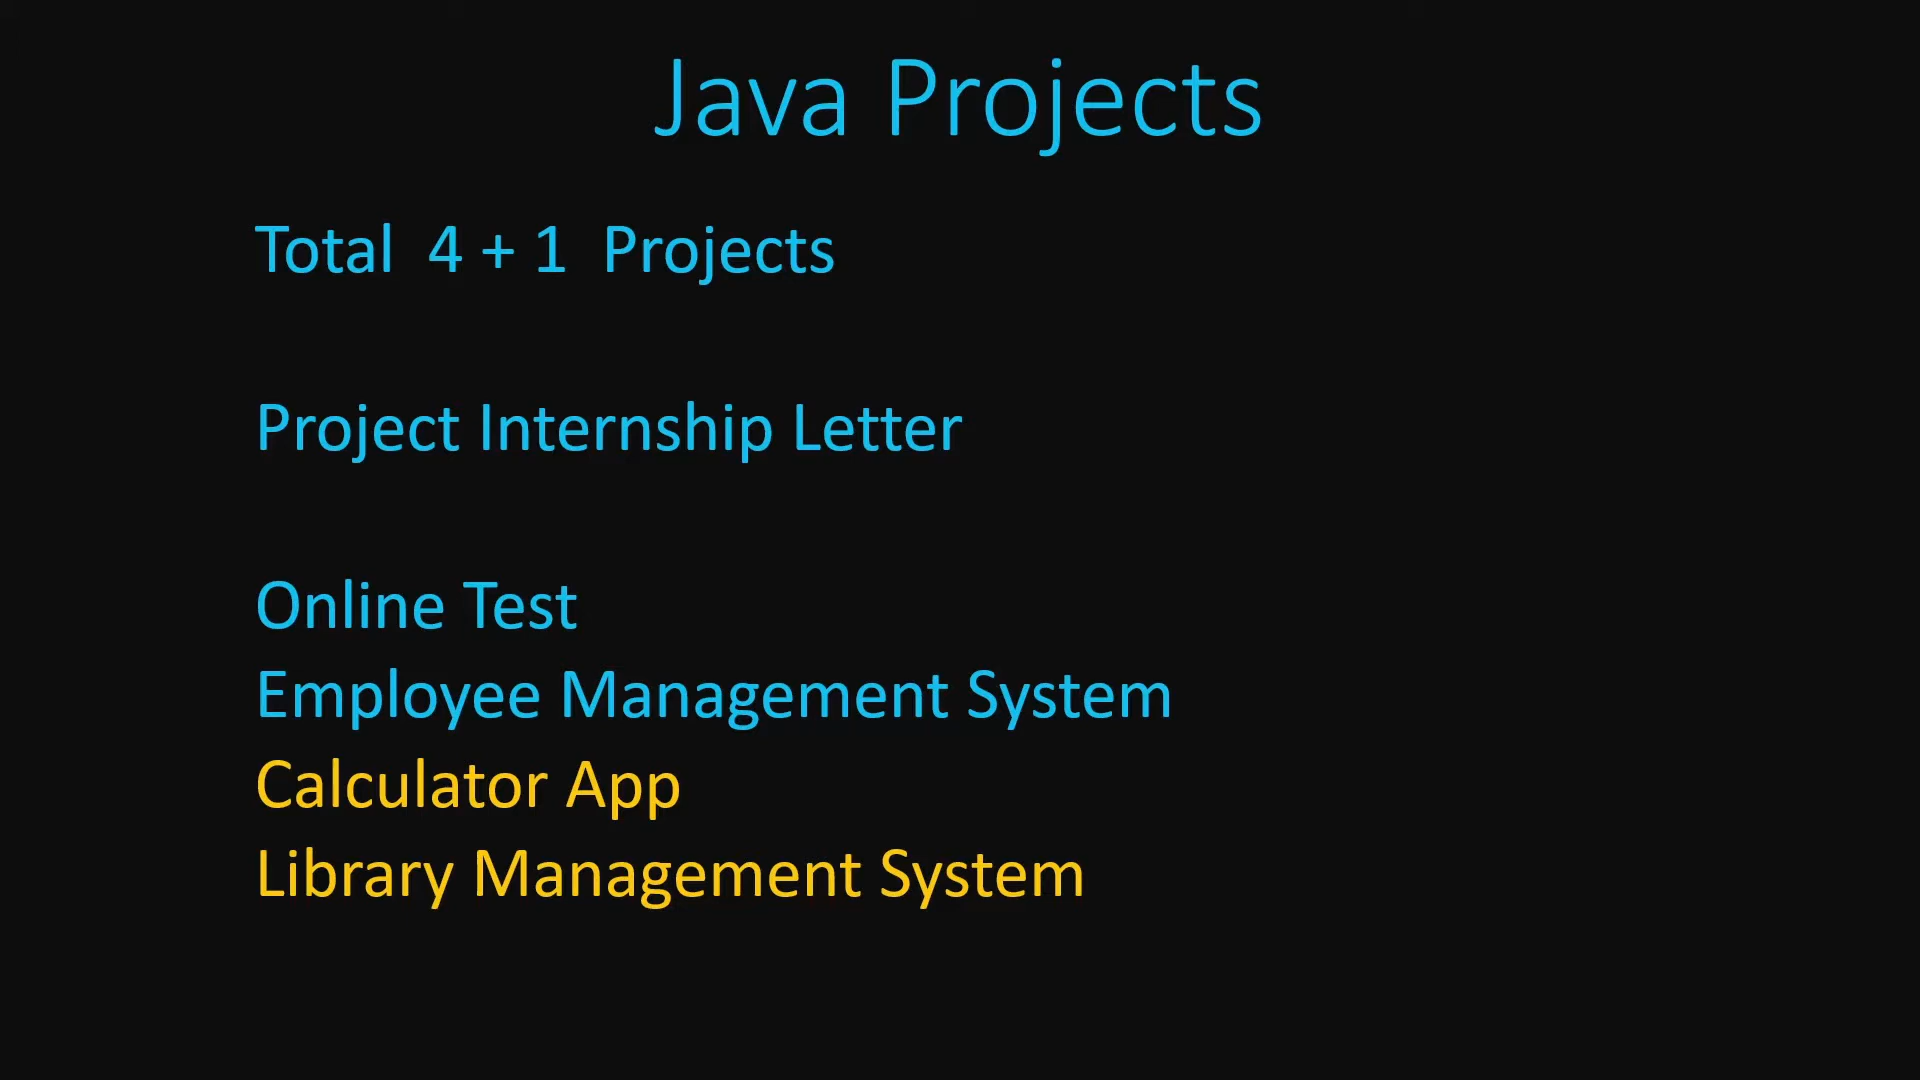 Java Projects
Total 4 + 1 Projects
Project Internship Letter
Online Test
Employee Management System
Calculator App
Library Management System